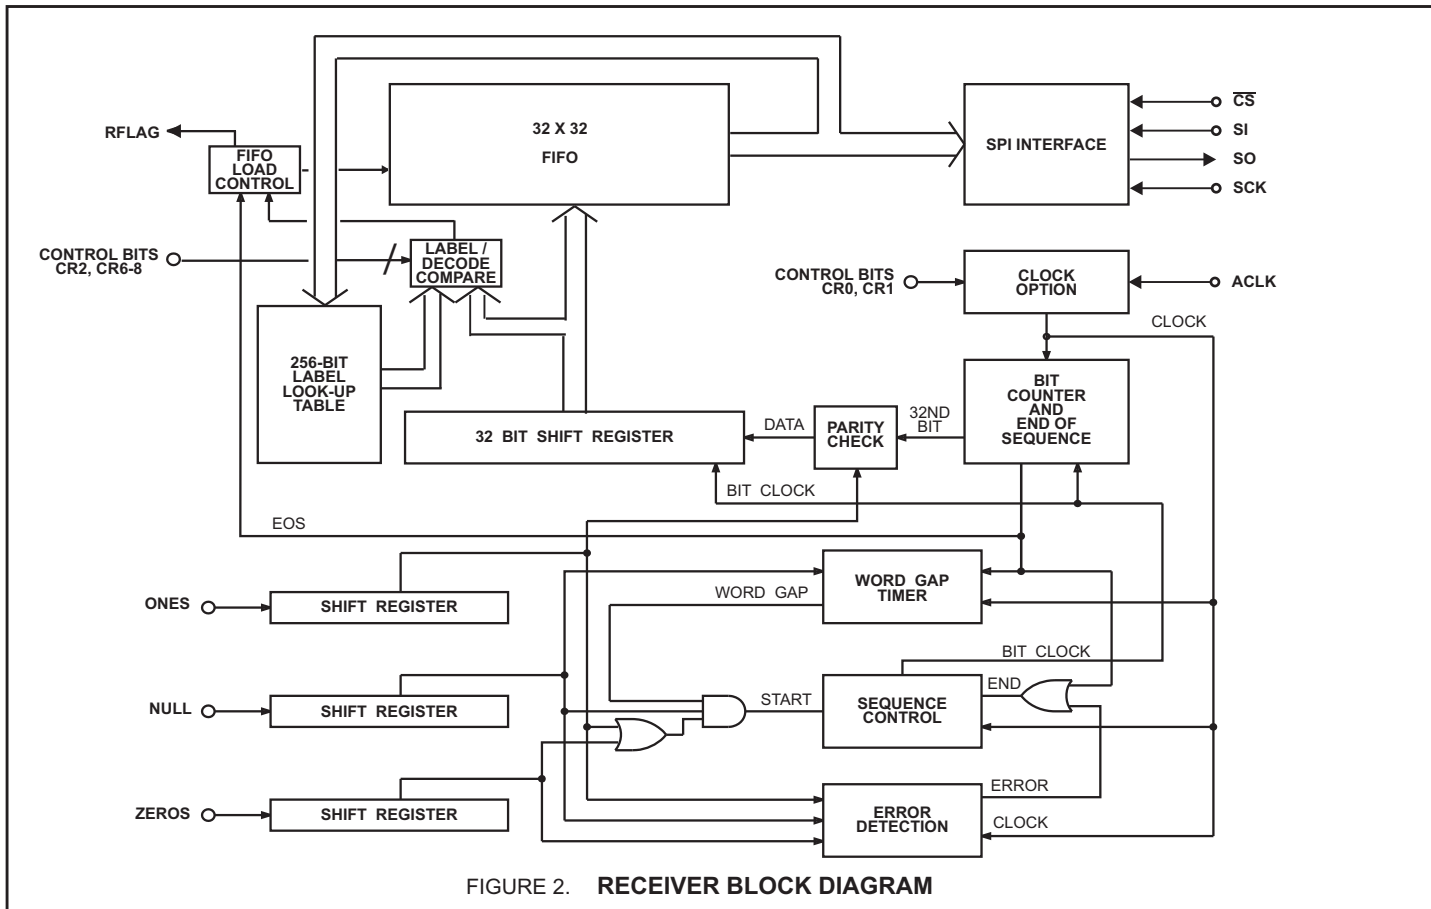 RFLAG
FIFO
LOAD
CONTROL
32 X 32
FIFO
SPI INTERFACE
CS
SI
SO
SCK
CONTROL BITS
CR2, CR6-8
LABEL /
DECODE
COMPARE
CONTROL BITS
CR0, CR1
CLOCK
OPTION
ACLK
CLOCK
256-BIT
LABEL
LOOK-UP
TABLE
32 BIT SHIFT REGISTER
DATA
PARITY
CHECK
32ND
BIT
BIT
COUNTER
AND
END OF
SEQUENCE
BIT CLOCK
EOS
ONES
SHIFT REGISTER
WORD GAP
WORD GAP
TIMER
BIT CLOCK
NULL
SHIFT REGISTER
START
SEQUENCE
CONTROL
END
ZEROS
SHIFT REGISTER
ERROR
DETECTION
ERROR
CLOCK
FIGURE 2. RECEIVER BLOCK DIAGRAM